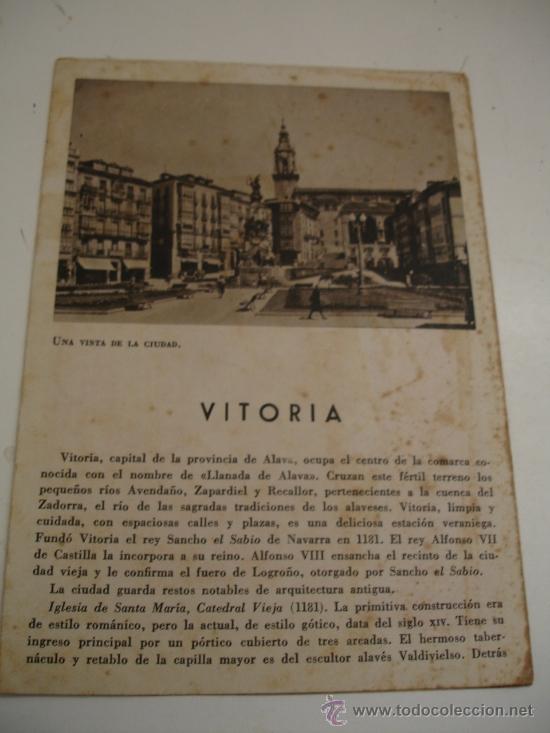 UNA VISTA DE LA CIUDAD.
VITORIA
Vitoria, capital de la provincia de Alava, ocupa el centro de la comarca co-
nocida con el nombre de «Llanada de Alava». Cruzan este fértil terreno los
pequeños ríos Avendaño, Zapardiel y Recallor, pertenecientes a la cuenca del
Zadorra, el río de las sagradas tradiciones de los alaveses. Vitoria, limpia y
cuidada, con espaciosas calles y plazas, es una deliciosa estación veraniega.
Fundó Vitoria el rey Sancho el Sabio de Navarra en 1181. El rey Alfonso VII
de Castilla la incorpora a su reino. Alfonso VIII ensancha el recinto de la ciu-
dad vieja y le confirma el fuero de Logroño, otorgado por Sancho el Sabio.
La ciudad guarda restos notables de arquitectura antigua.
Iglesia de Santa María, Catedral Vieja (1181). La primitiva construcción era
de estilo románico, pero la actual, de estilo gótico, data del siglo XIV. Tiene su
ingreso principal por un pórtico cubierto de tres arcadas. El hermoso taber-
náculo y retablo de la capilla mayor es del escultor alavés Valdivielso. Detrás
www.todocoleccion.net